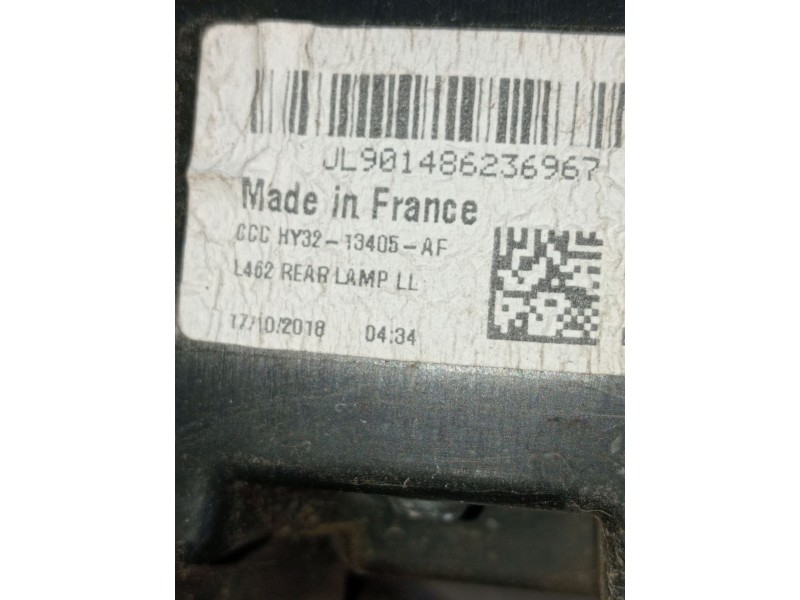 JL901486236967
Made in France
CCC HY32-13405-AF
L462 REAR LAMP LL
17/10/2018 04:34